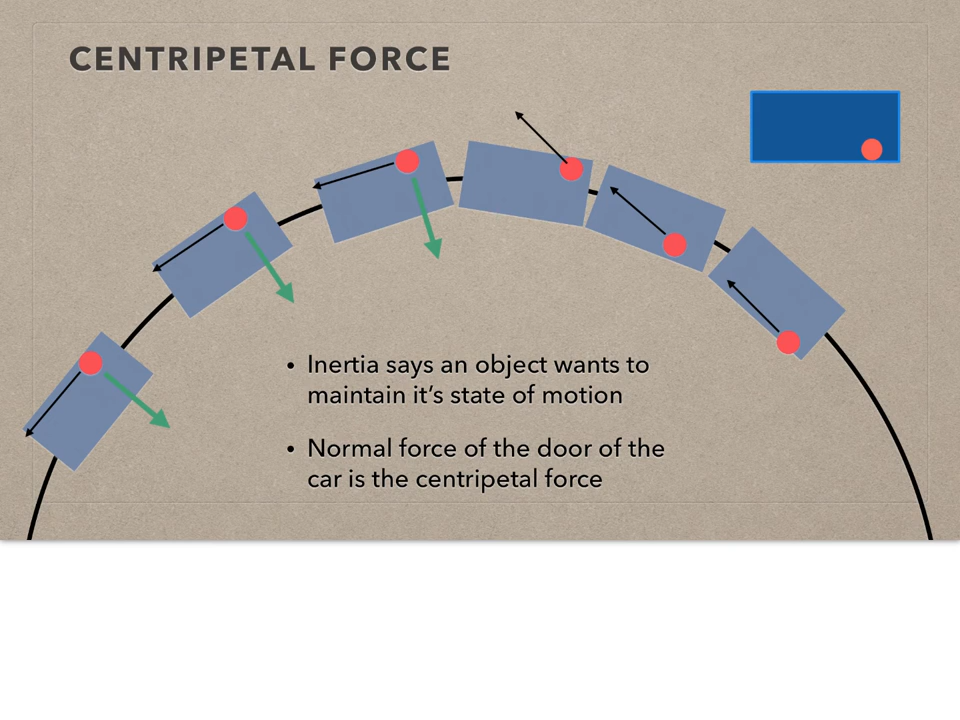 CENTRIPETAL FORCE
• Inertia says an object wants to
maintain it’s state of motion
• Normal force of the door of the
car is the centripetal force